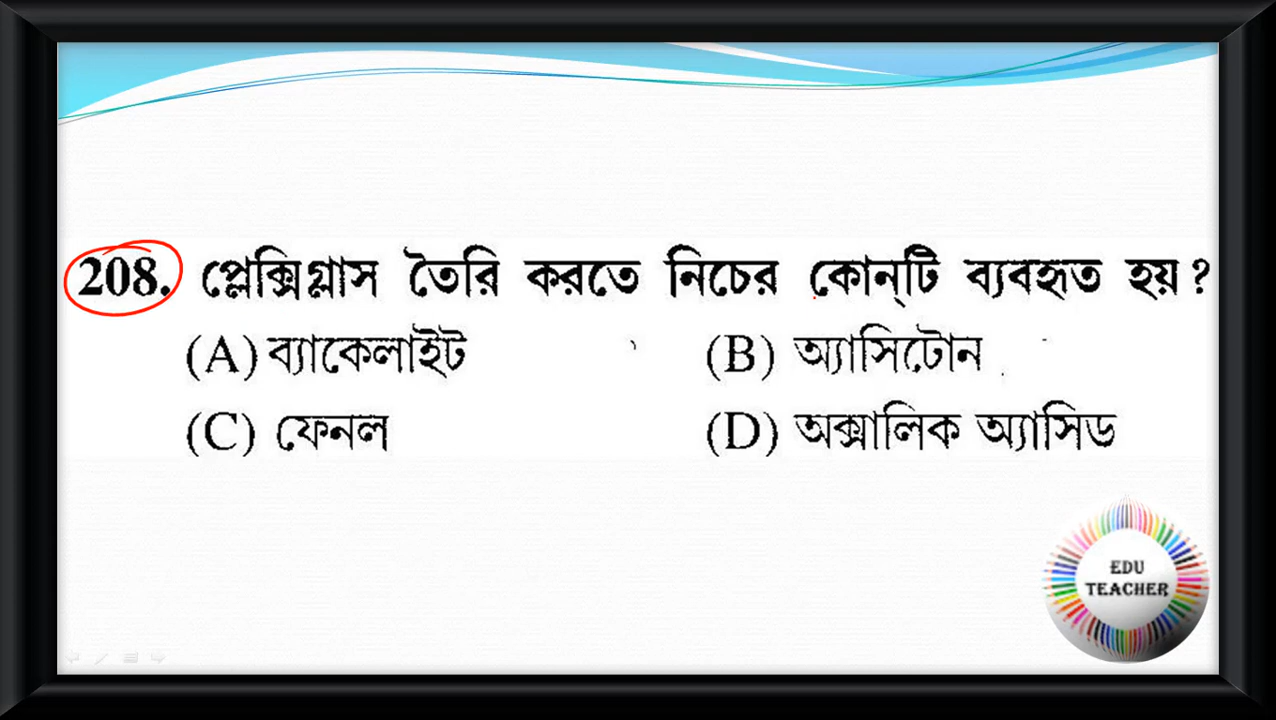 208. প্লেক্সিগ্লাস তৈরি করতে নিচের কোন্‌টি ব্যবহৃত হয়?
(A) ব্যাকেলাইট (B) অ্যাসিটোন
(C) ফেনল (D) অক্সালিক অ্যাসিড
EDU
TEACHER